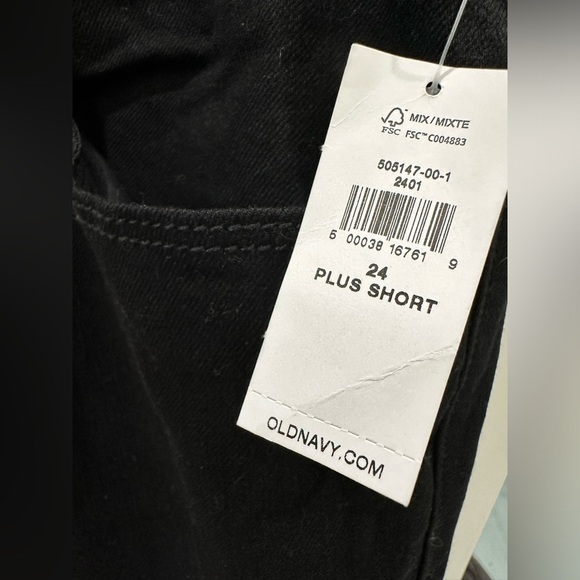 MIX/MIXTE
FSC FSC™ C004883
505147-00-1
2401
5 00038 16761 9
24
PLUS SHORT
OLDNAVY.COM